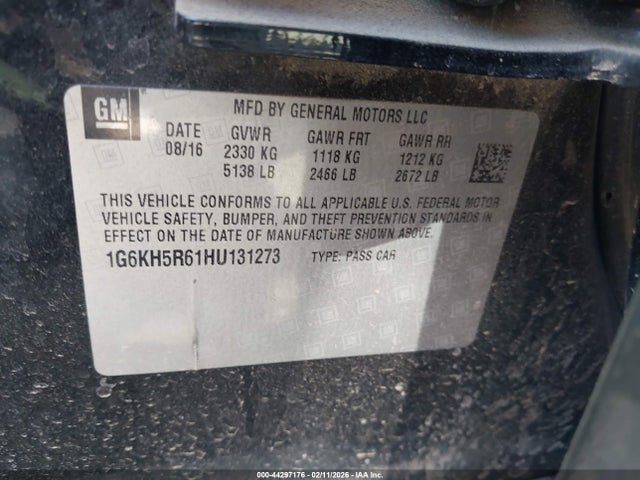 GM
MFD BY GENERAL MOTORS LLC
DATE GVWR GAWR FRT GAWR RR
08/16 2330 KG 1118 KG 1212 KG
5138 LB 2466 LB 2672 LB
THIS VEHICLE CONFORMS TO ALL APPLICABLE U.S. FEDERAL MOTOR
VEHICLE SAFETY, BUMPER, AND THEFT PREVENTION STANDARDS IN
EFFECT ON THE DATE OF MANUFACTURE SHOWN ABOVE.
1G6KH5R61HU131273 TYPE: PASS CAR
000-44297176 - 02/11/2026 - IAAI.COM